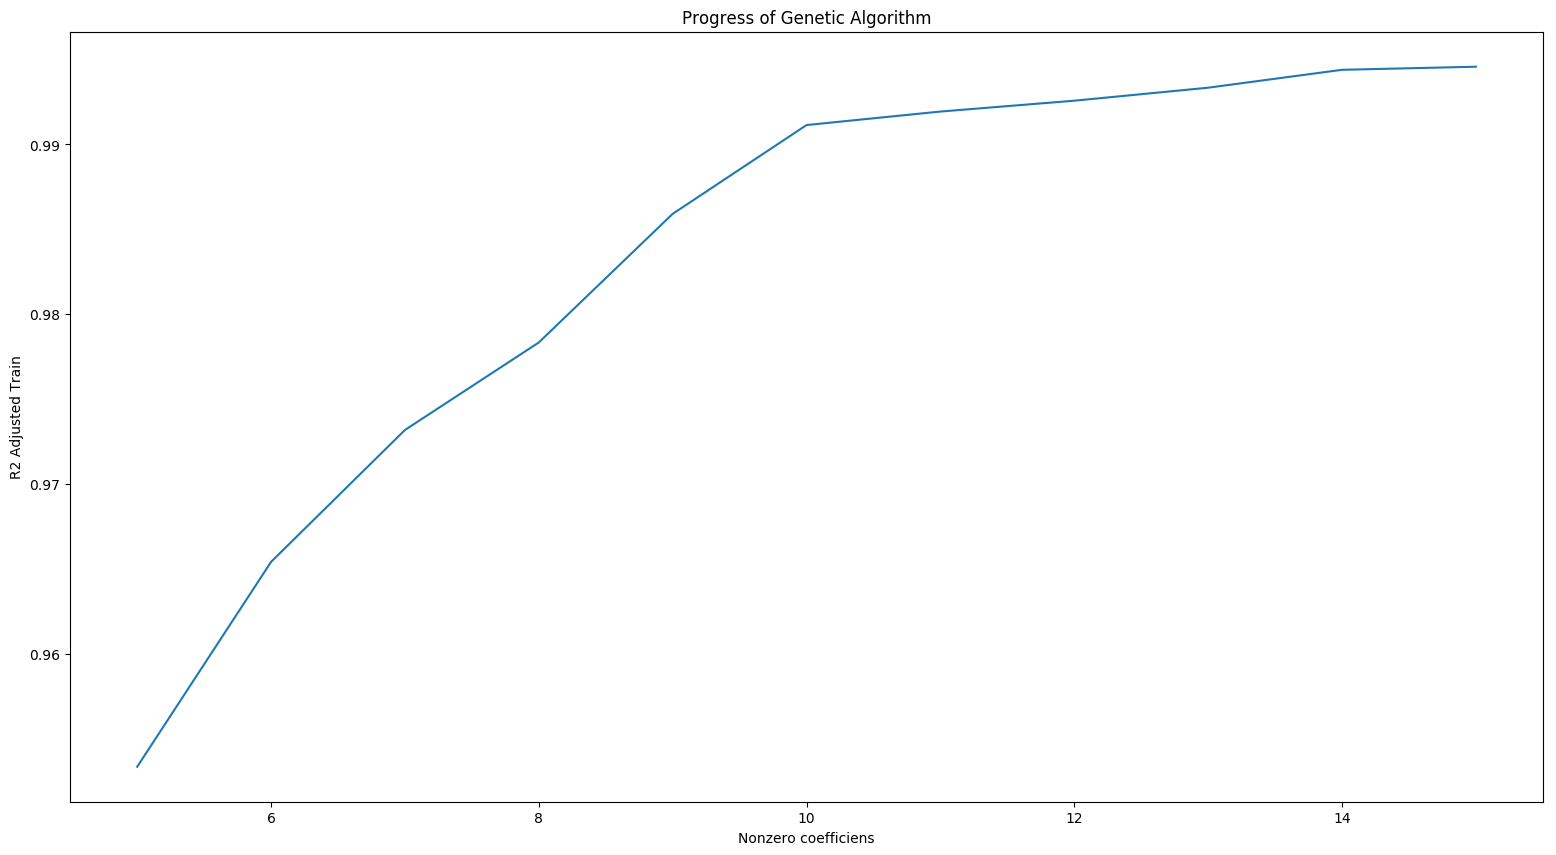 Progress of Genetic Algorithm
0.99
0.98
0.97
0.96
R2 Adjusted Train
6 8 10 12 14
Nonzero coefficiens